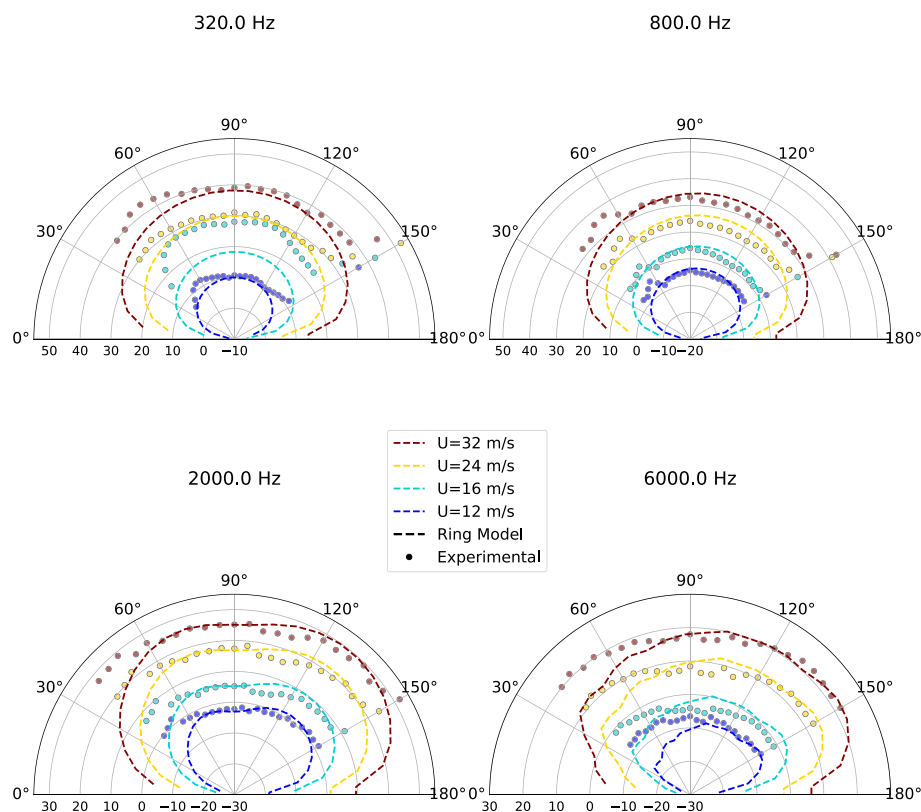 320.0 Hz
800.0 Hz
90°
60°
120°
30°
150°
0°
180°
50 40 30 20 10 0 −10
90°
60°
120°
30°
150°
0°
180°
50 40 30 20 10 0 −10 −20
U=32 m/s
U=24 m/s
U=16 m/s
U=12 m/s
Ring Model
Experimental
2000.0 Hz
6000.0 Hz
90°
60°
120°
30°
150°
0°
180°
30 20 10 0 −10 −20 −30
90°
60°
120°
30°
150°
0°
180°
30 20 10 0 −10 −20 −30